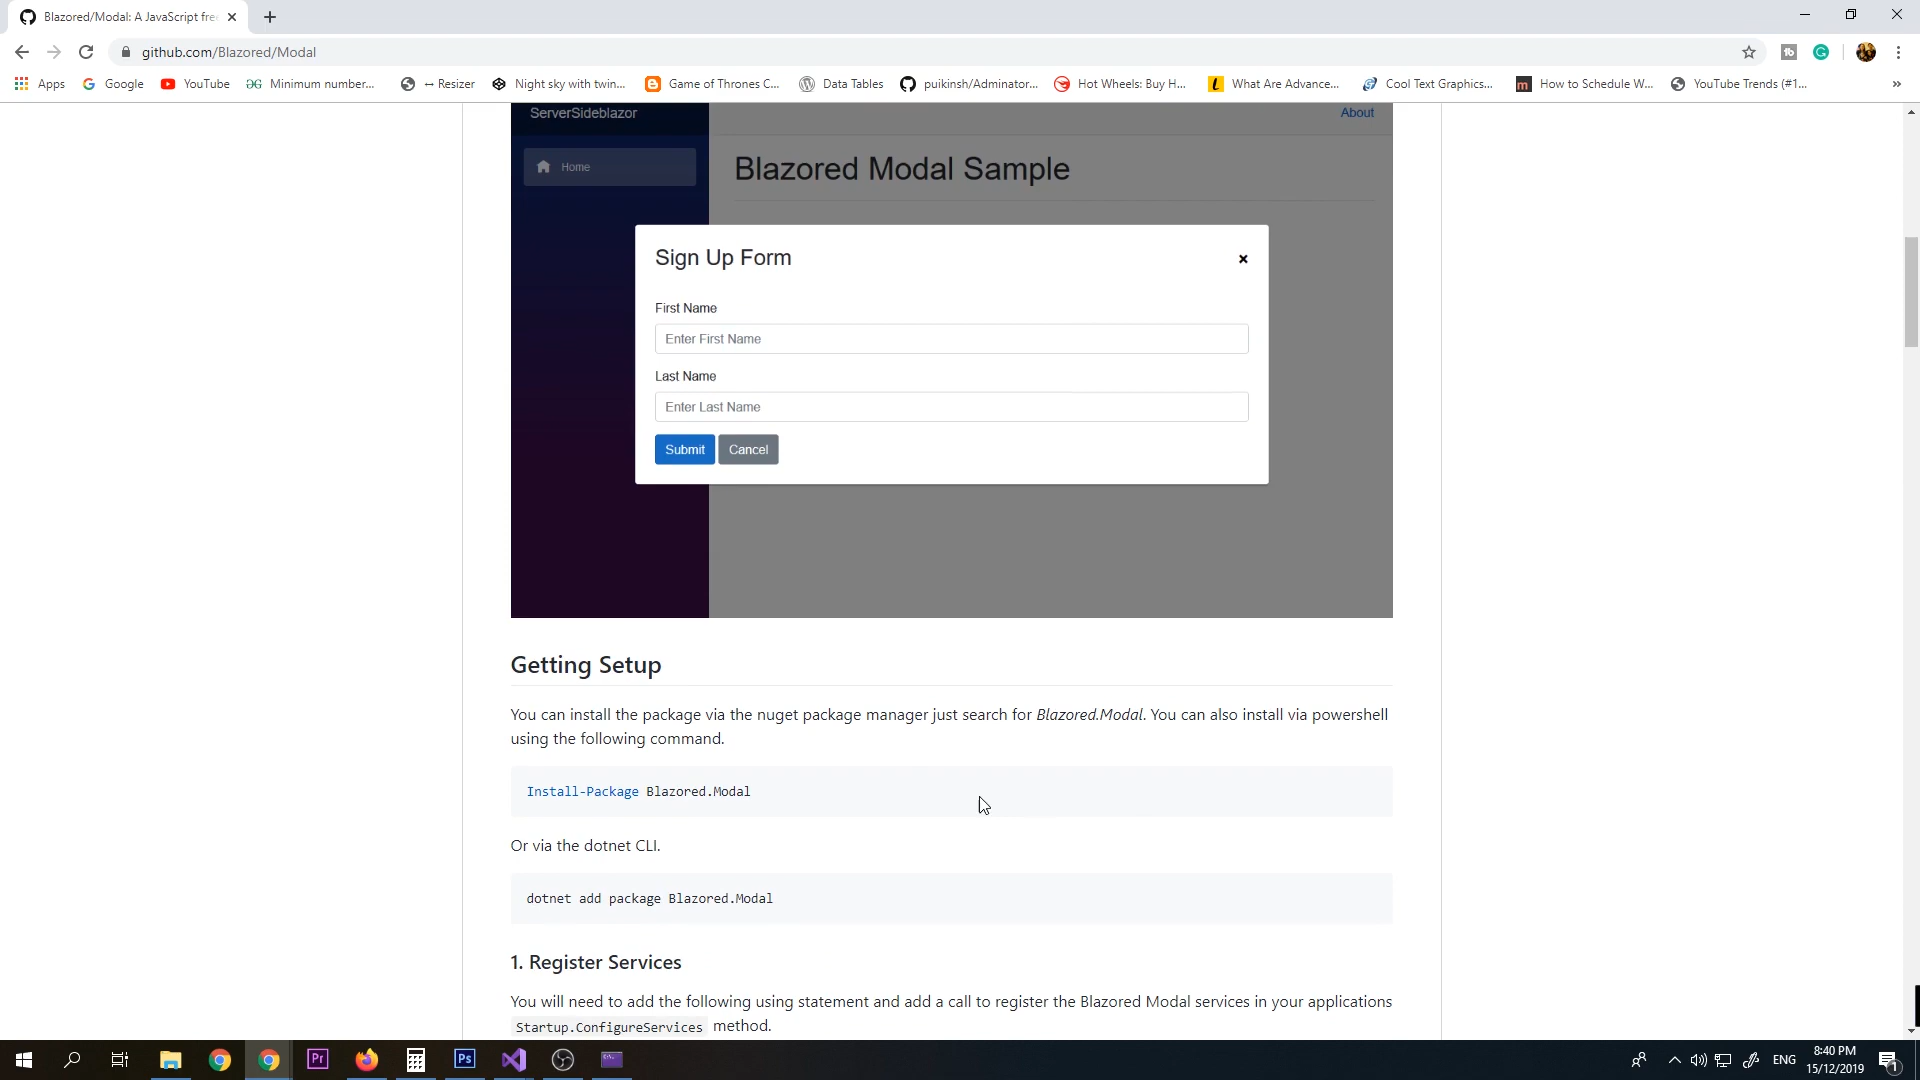 Blazored/Modal: A JavaScript fre
github.com/Blazored/Modal
Apps Google YouTube Minimum number... ↔ Resizer Night sky with twin... Game of Thrones C... Data Tables puikinsh/Adminator... Hot Wheels: Buy H... What Are Advance... Cool Text Graphics... How to Schedule W... YouTube Trends (#1... »
ServerSideblazor
About
Home
Blazored Modal Sample
Sign Up Form
First Name
Enter First Name
Last Name
Enter Last Name
Submit Cancel
Getting Setup
You can install the package via the nuget package manager just search for Blazored.Modal. You can also install via powershell
using the following command.
Install-Package Blazored.Modal
Or via the dotnet CLI.
dotnet add package Blazored.Modal
1. Register Services
You will need to add the following using statement and add a call to register the Blazored Modal services in your applications
Startup.ConfigureServices method.
Pr
Ps
ENG
8:40 PM
15/12/2019
1